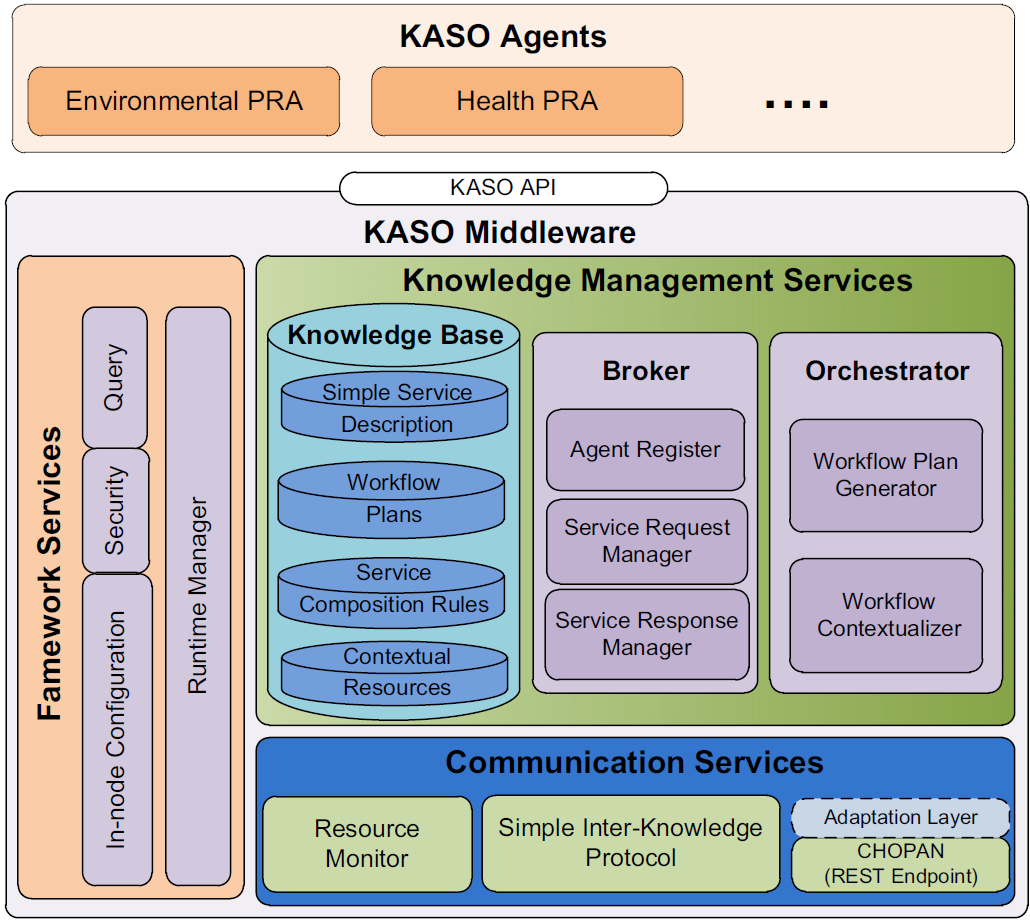 KASO Agents
Environmental PRA
Health PRA
....
KASO API
KASO Middleware
Famework Services
Query
Security
In-node Configuration
Runtime Manager
Knowledge Management Services
Knowledge Base
Simple Service
Description
Workflow
Plans
Service
Composition Rules
Contextual
Resources
Broker
Agent Register
Service Request
Manager
Service Response
Manager
Orchestrator
Workflow Plan
Generator
Workflow
Contextualizer
Communication Services
Resource
Monitor
Simple Inter-Knowledge
Protocol
Adaptation Layer
CHOPAN
(REST Endpoint)